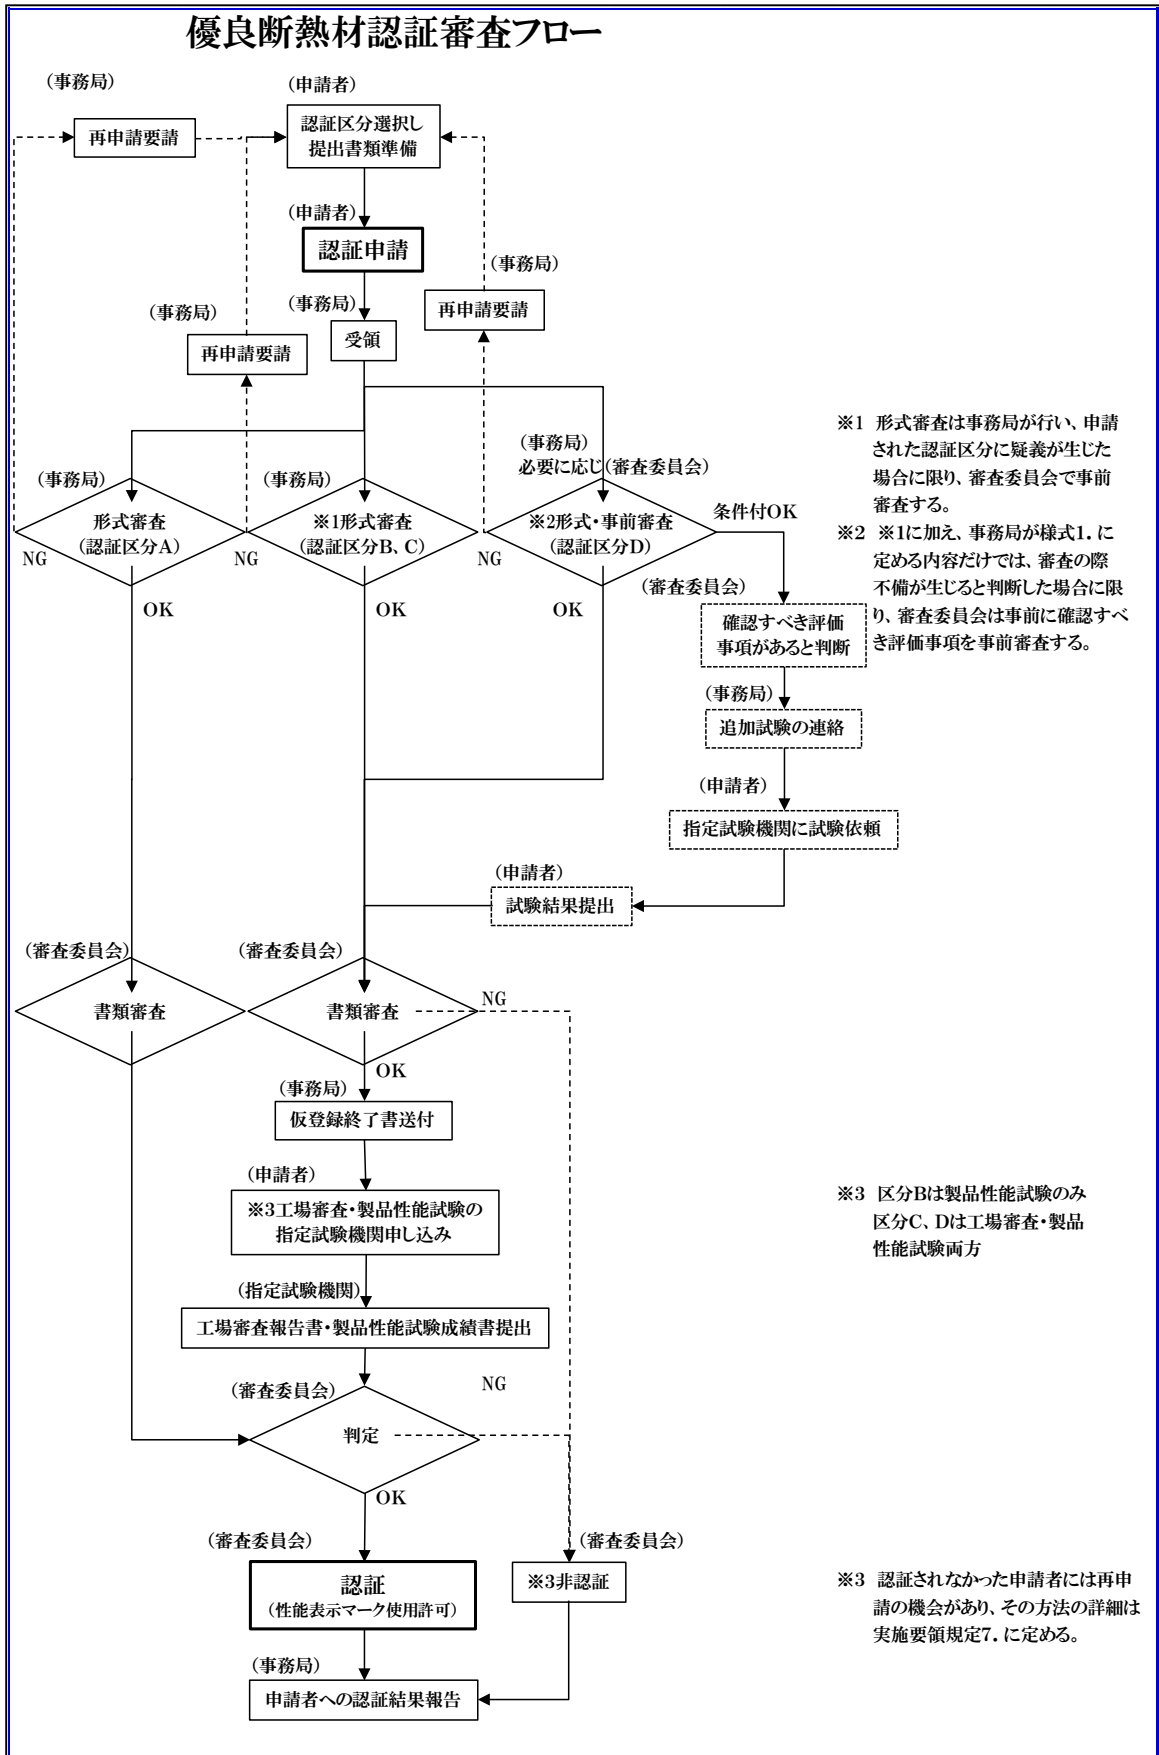 優良断熱材認証審査フロー
(事務局)
(申請者)
再申請要請
認証区分選択し
提出書類準備
(申請者)
認証申請
(事務局)
(事務局)
再申請要請
(事務局)
受領
再申請要請
(事務局)
(事務局)
(事務局)
必要に応じ(審査委員会)
形式審査
(認証区分A)
※1形式審査
(認証区分B、C)
※2形式・事前審査
(認証区分D)
条件付OK
NG
NG
NG
OK
OK
OK
※1 形式審査は事務局が行い、申請
された認証区分に疑義が生じた
場合に限り、審査委員会で事前
審査する。
※2 ※1に加え、事務局が様式1.に
定める内容だけでは、審査の際
不備が生じると判断した場合に限
り、審査委員会は事前に確認すべ
き評価事項を事前審査する。
(審査委員会)
確認すべき評価
事項があると判断
(事務局)
追加試験の連絡
(申請者)
指定試験機関に試験依頼
(申請者)
試験結果提出
(審査委員会)
(審査委員会)
書類審査
書類審査
NG
OK
(事務局)
仮登録終了書送付
(申請者)
※3工場審査・製品性能試験の
指定試験機関申し込み
※3 区分Bは製品性能試験のみ
区分C、Dは工場審査・製品
性能試験両方
(指定試験機関)
工場審査報告書・製品性能試験成績書提出
(審査委員会)
NG
判定
OK
(審査委員会)
(審査委員会)
認証
(性能表示マーク使用許可)
※3非認証
※3 認証されなかった申請者には再申
請の機会があり、その方法の詳細は
実施要領規定7.に定める。
(事務局)
申請者への認証結果報告